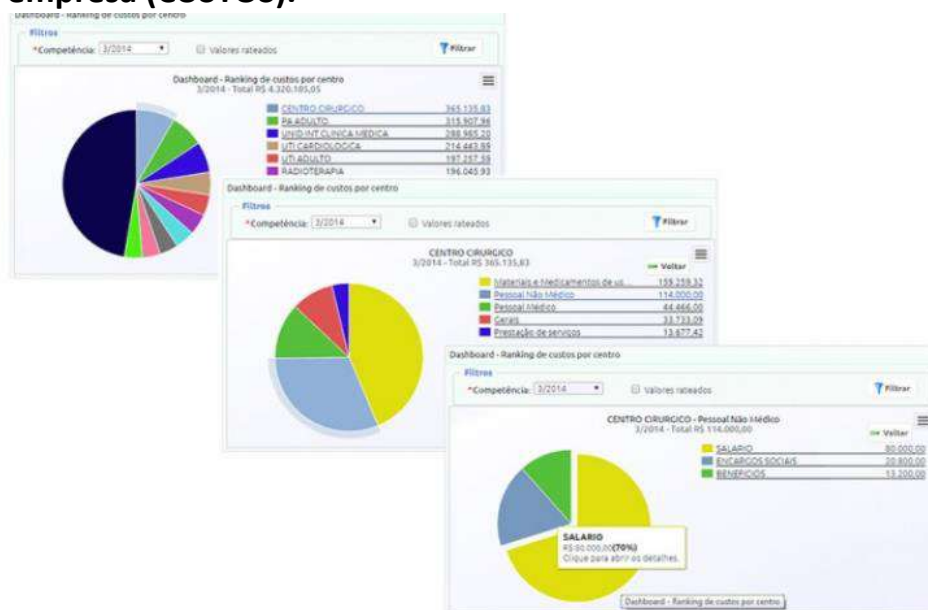 empresa (CUSTOS).
Dashboard - Ranking de custos por centro
Filtros
*Competência: 3/2014 Valores rateados Filtrar
Dashboard - Ranking de custos por centro
3/2014 - Total R$ 4.320.185,05
CENTRO CIRURGICO 365.135,83
PA ADULTO 315.907,96
UNID INT CLINICA MEDICA 288.985,20
UTI CARDIOLOGICA 214.443,89
UTI ADULTO 197.257,59
RADIOTERAPIA 196.045,93
Dashboard - Ranking de custos por centro
Filtros
*Competência: 3/2014 Valores rateados Filtrar
CENTRO CIRURGICO
3/2014 - Total R$ 365.135,83
Voltar
Materiais e Medicamentos de us... 159.259,32
Pessoal Não Médico 114.000,00
Pessoal Médico 44.466,00
Gerais 33.733,09
Prestação de serviços 13.677,42
Dashboard - Ranking de custos por centro
Filtros
*Competência: 3/2014 Valores rateados Filtrar
CENTRO CIRURGICO - Pessoal Não Médico
3/2014 - Total R$ 114.000,00
Voltar
SALARIO 80.000,00
ENCARGOS SOCIAIS 20.800,00
BENEFICIOS 13.200,00
SALARIO
R$ 80.000,00(70%)
Clique para abrir os detalhes.
Dashboard - Ranking de custos por centro